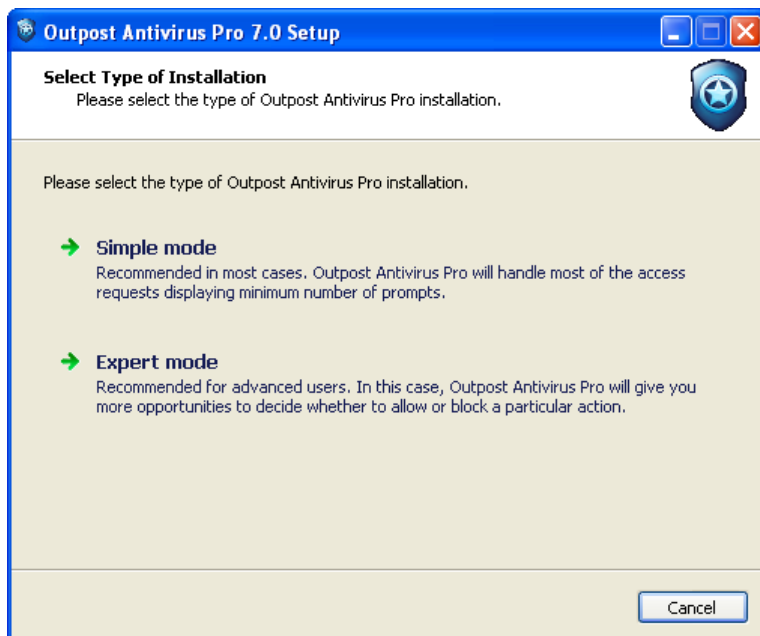 Outpost Antivirus Pro 7.0 Setup
Select Type of Installation
Please select the type of Outpost Antivirus Pro installation.
Please select the type of Outpost Antivirus Pro installation.
Simple mode
Recommended in most cases. Outpost Antivirus Pro will handle most of the access
requests displaying minimum number of prompts.
Expert mode
Recommended for advanced users. In this case, Outpost Antivirus Pro will give you
more opportunities to decide whether to allow or block a particular action.
Cancel